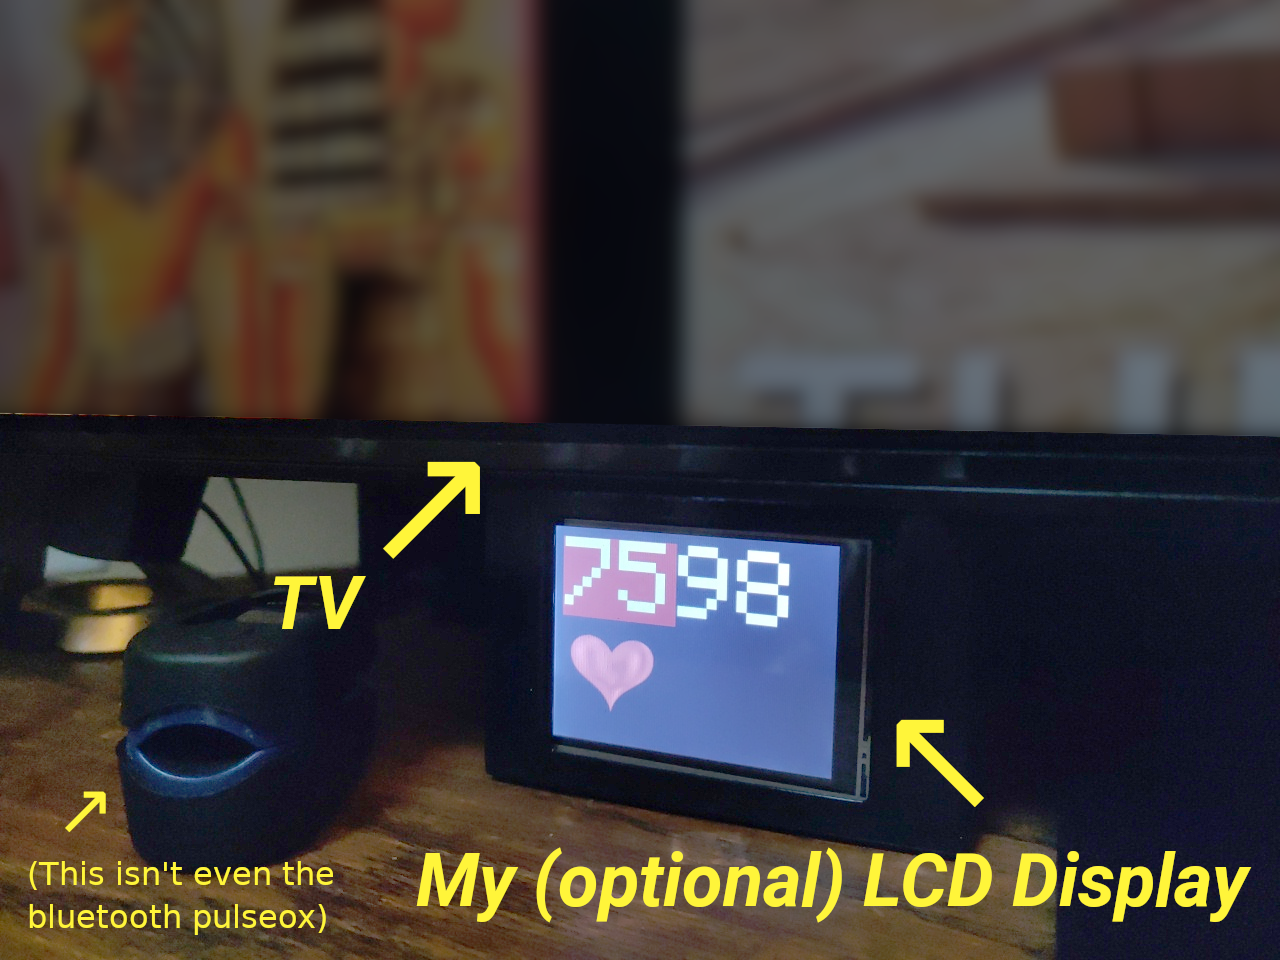 TV
7598
My (optional) LCD Display
(This isn't even the
bluetooth pulseox)